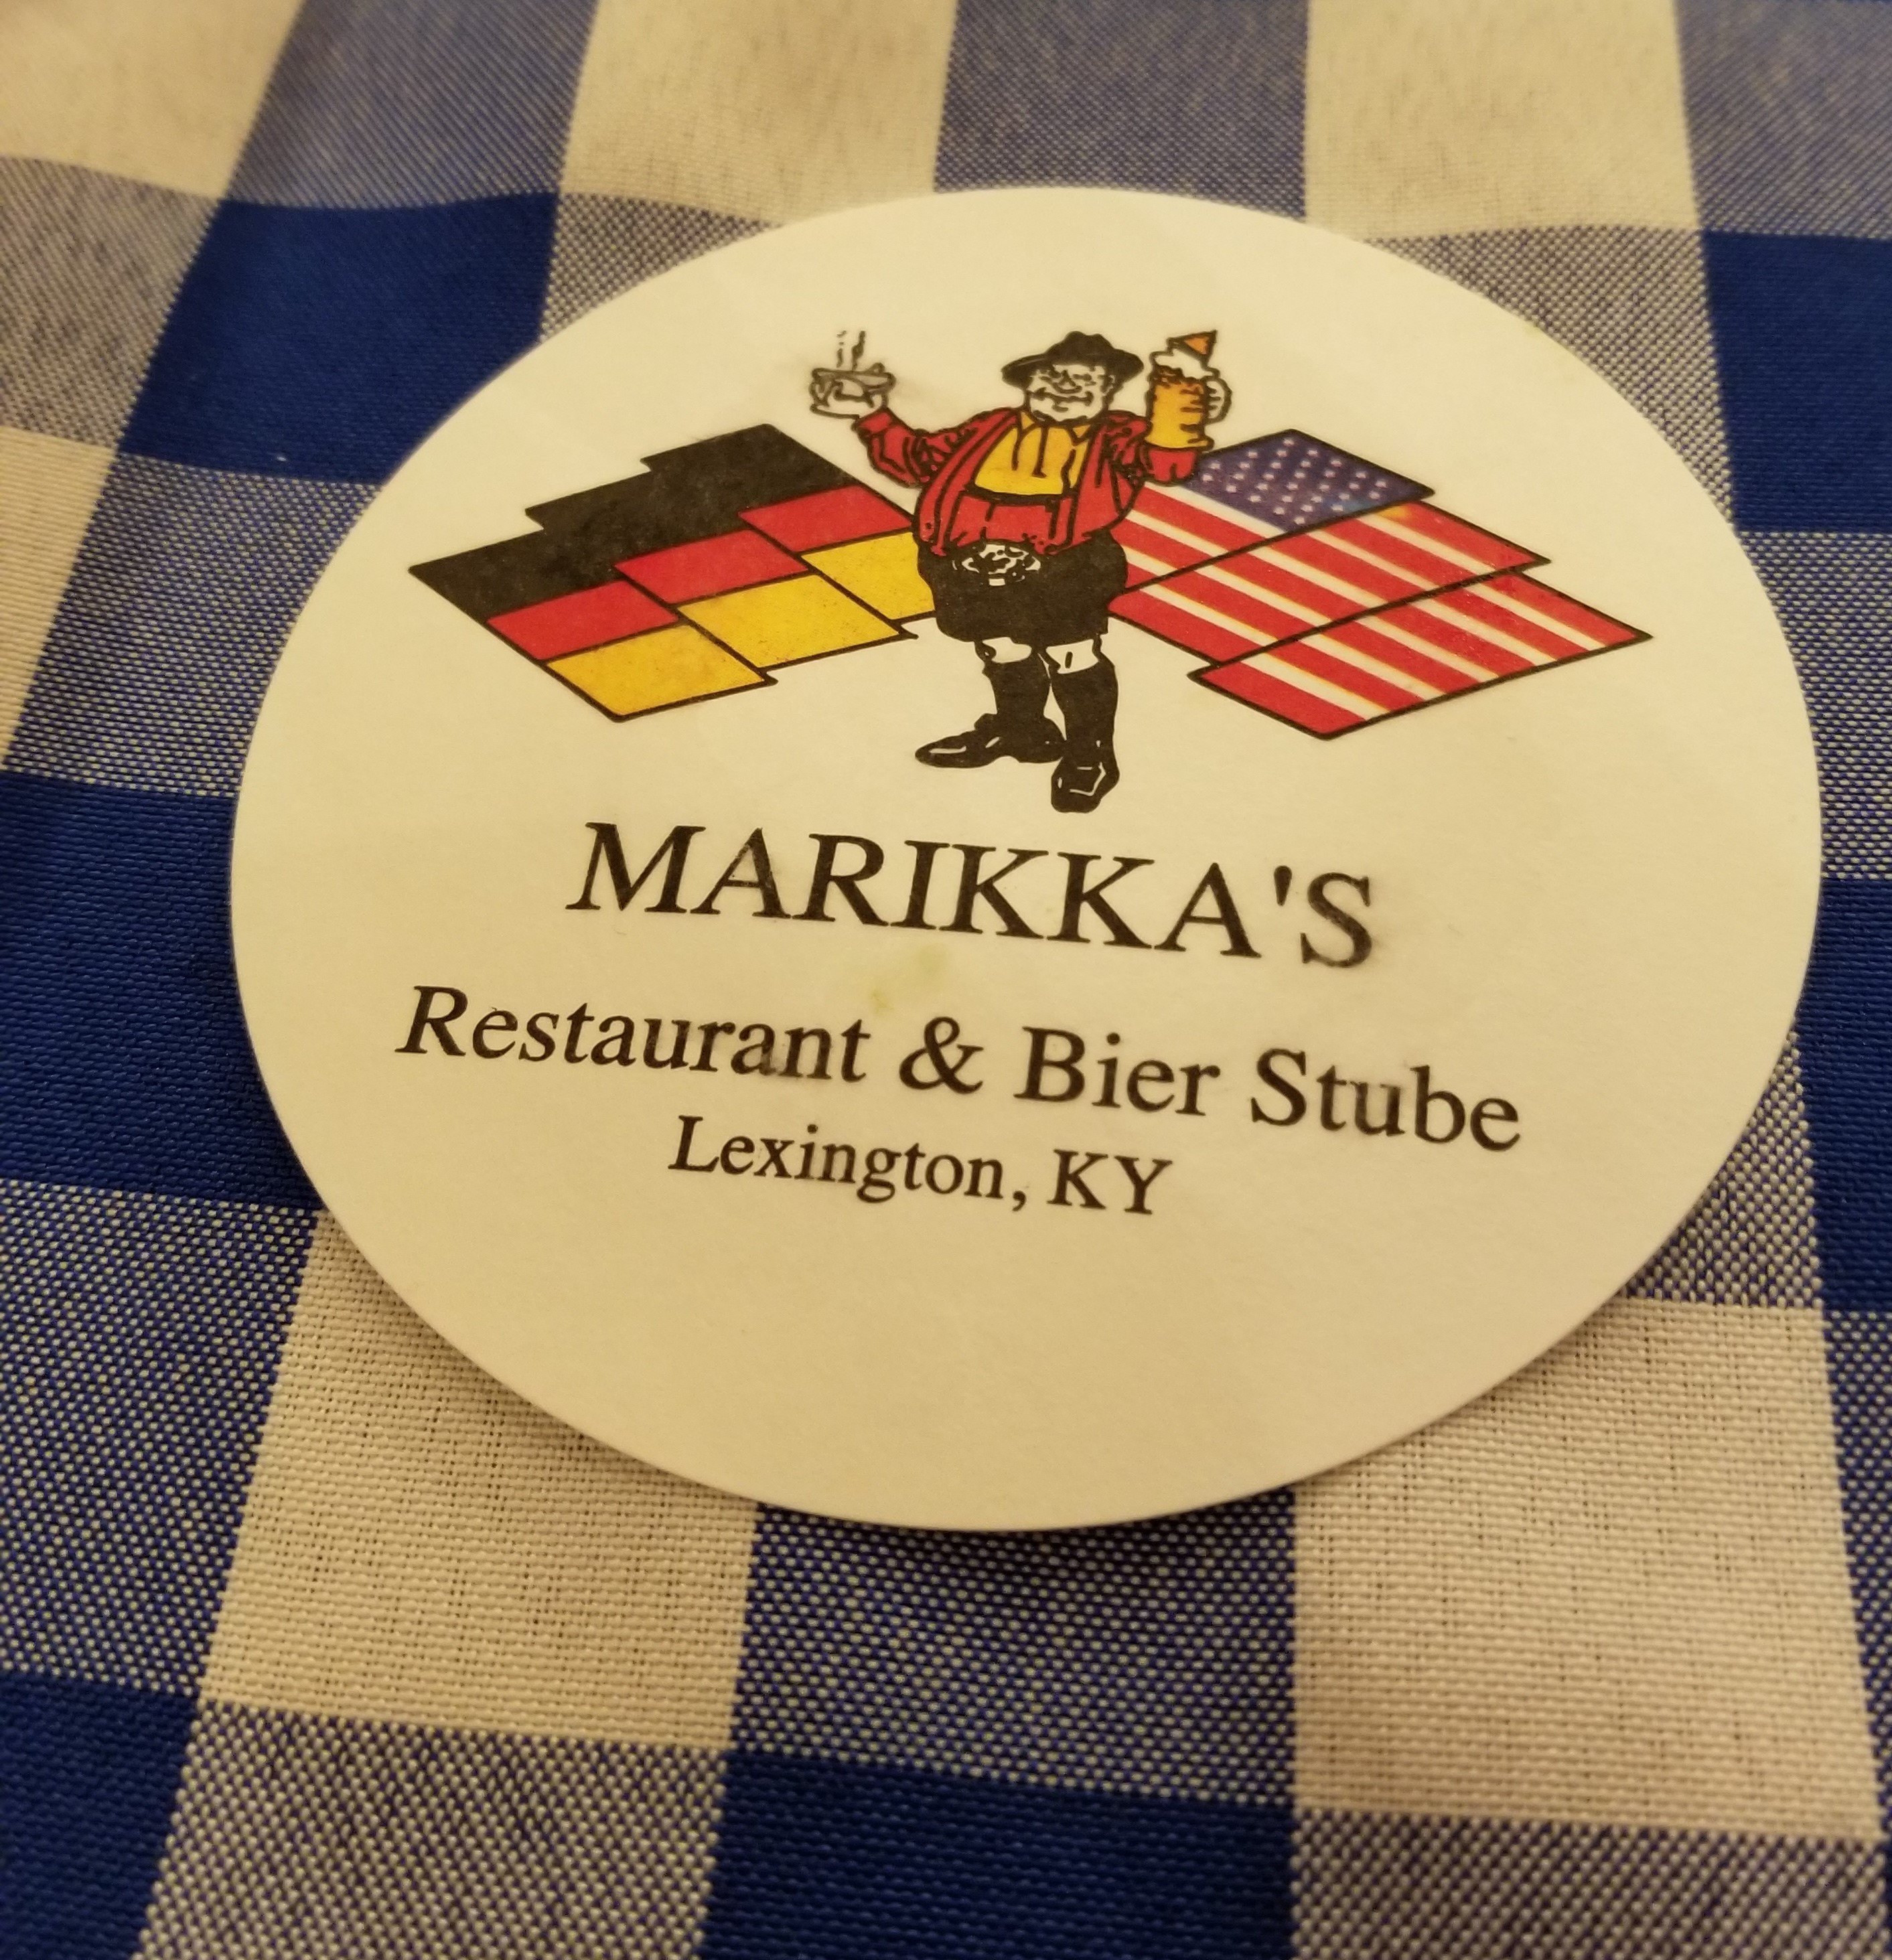 MARIKKA'S
Restaurant & Bier Stube
Lexington, KY